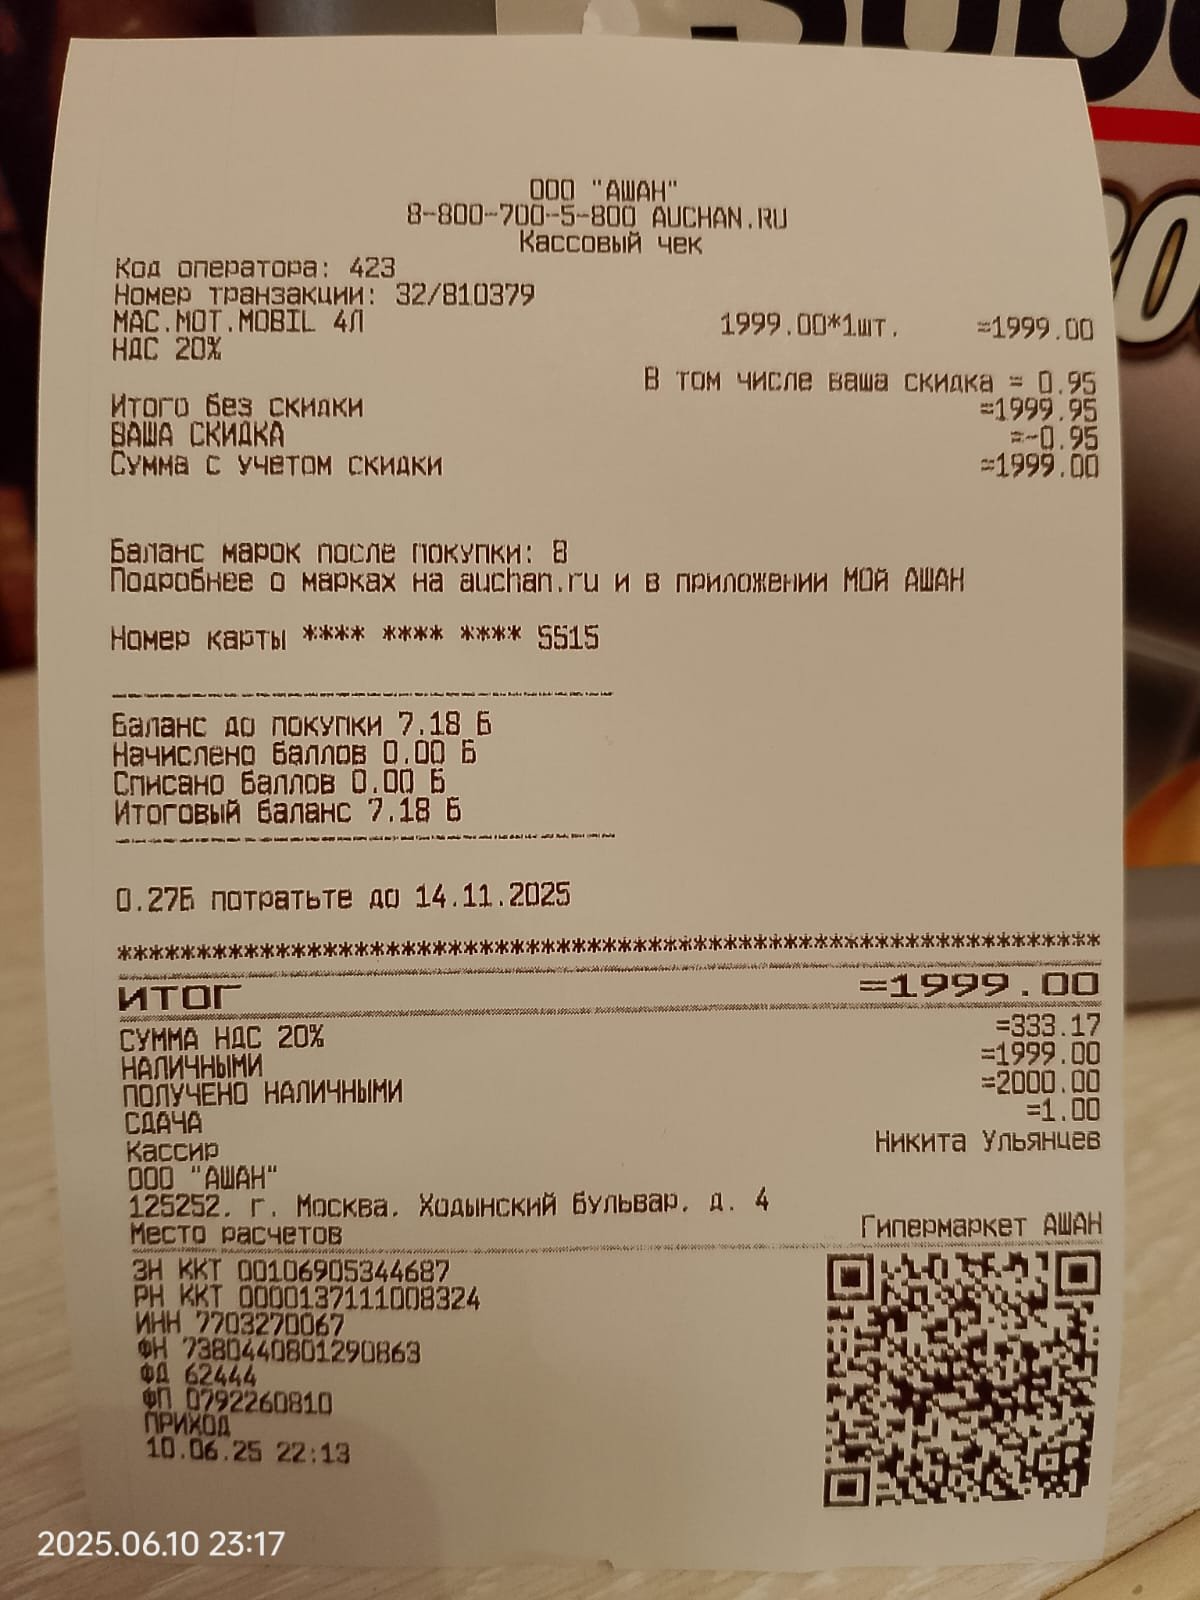 ООО "АШАН"
8-800-700-5-800 AUCHAN.RU
Кассовый чек
Код оператора: 423
Номер транзакции: 32/810379
МАС.МОТ.MOBIL 4Л 1999.00*1шт. =1999.00
НДС 20%
В том числе ваша скидка = 0.95
Итого без скидки =1999.95
ВАША СКИДКА =-0.95
Сумма с учетом скидки =1999.00
Баланс марок после покупки: 8
Подробнее о марках на auchan.ru и в приложении МОЙ АШАН
Номер карты **** **** **** 5515
Баланс до покупки 7.18 Б
Начислено баллов 0.00 Б
Списано баллов 0.00 Б
Итоговый баланс 7.18 Б
0.27Б потратьте до 14.11.2025
ИТОГ =1999.00
СУММА НДС 20% =333.17
НАЛИЧНЫМИ =1999.00
ПОЛУЧЕНО НАЛИЧНЫМИ =2000.00
СДАЧА =1.00
Кассир Никита Ульянцев
ООО "АШАН"
125252, г. Москва, Ходынский бульвар, д. 4
Место расчетов Гипермаркет АШАН
ЗН ККТ 00106905344687
РН ККТ 0000137111008324
ИНН 7703270067
ФН 7380440801290863
ФД 62444
ФП 0792260810
ПРИХОД
10.06.25 22:13
2025.06.10 23:17